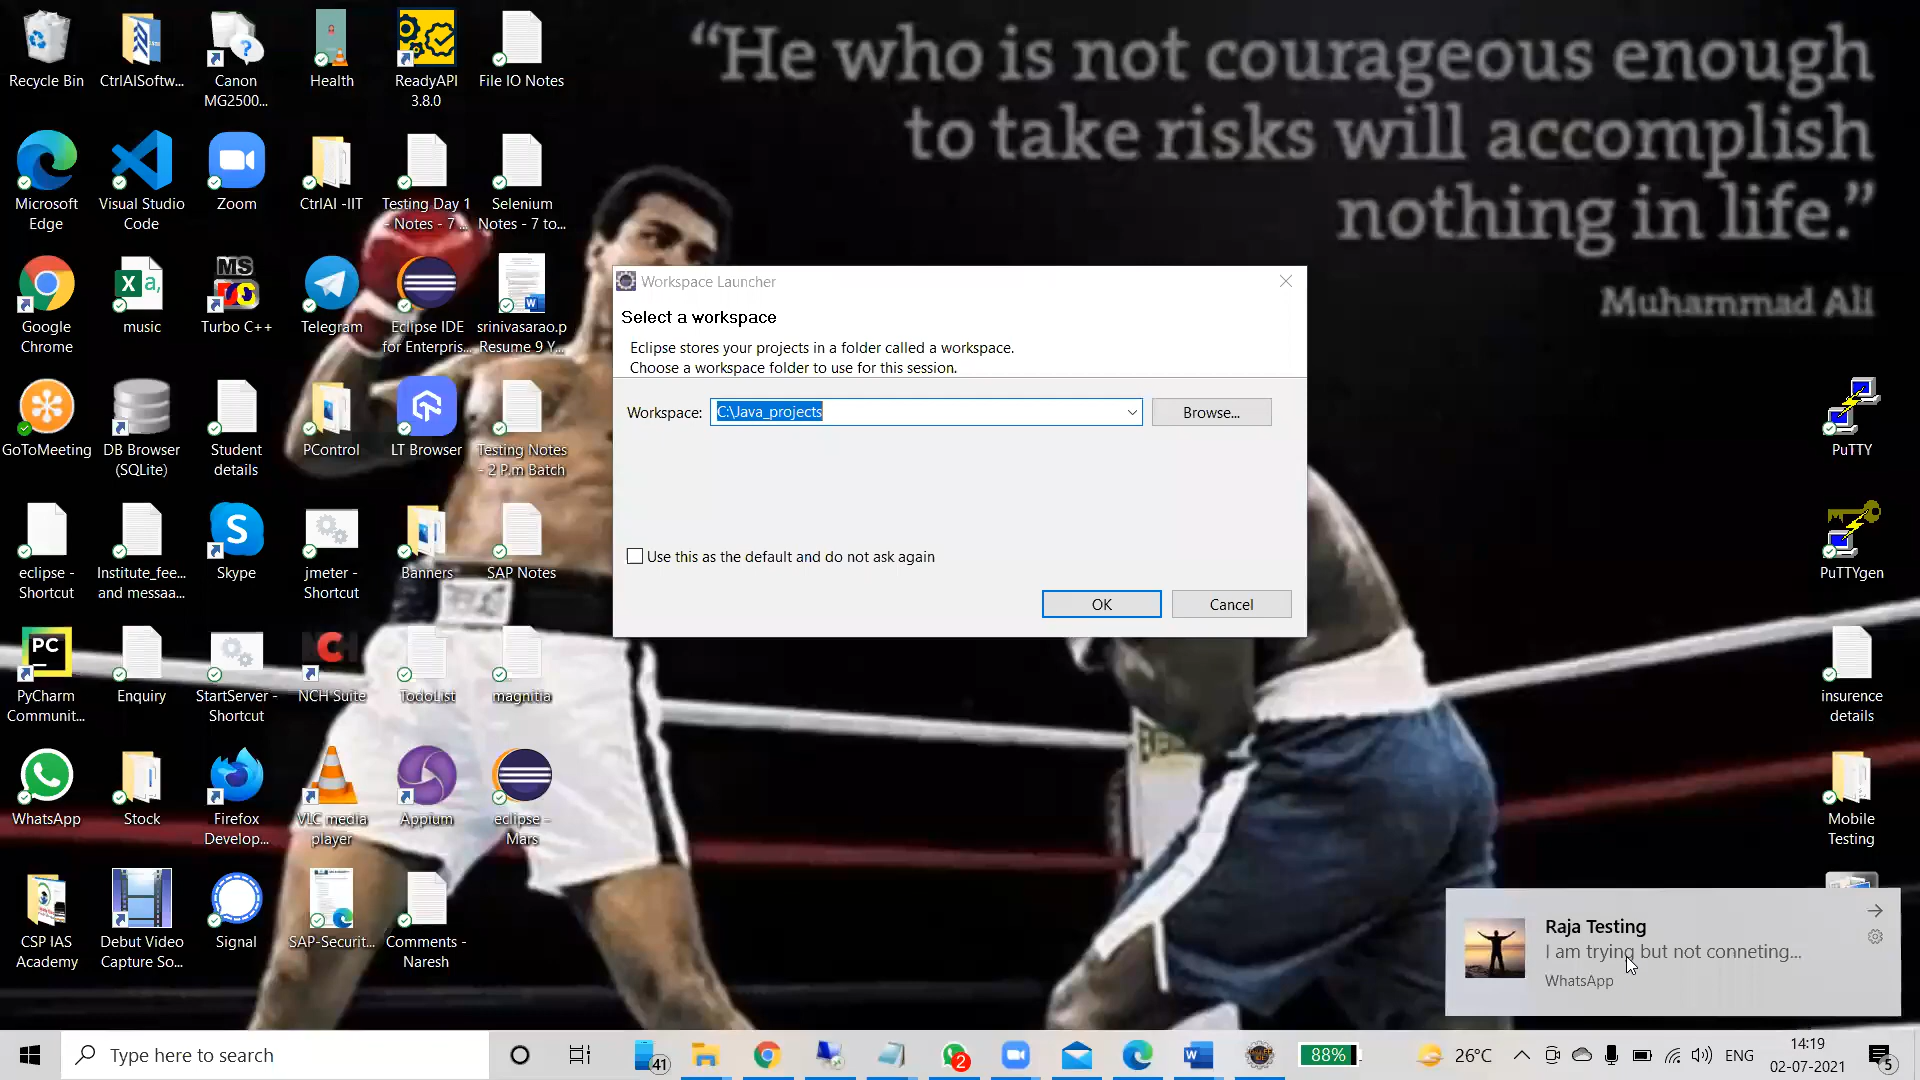 “He who is not courageous enough
to take risks will accomplish
nothing in life.”
Muhammad Ali
Recycle Bin
CtrlAISoftw...
Canon
MG2500...
Health
ReadyAPI
3.8.0
File IO Notes
Microsoft
Edge
Visual Studio
Code
Zoom
CtrlAI -IIT
Testing Day 1
- Notes - 7 ...
Selenium
Notes - 7 to...
Google
Chrome
music
MS
Turbo C++
Telegram
Eclipse IDE
for Enterpris...
srinivasarao.p
Resume 9 Y...
GoToMeeting
DB Browser
(SQLite)
Student
details
PControl
LT Browser
Testing Notes
- 2 P.m Batch
eclipse -
Shortcut
Institute_fee...
and messaa...
Skype
jmeter -
Shortcut
Banners
SAP Notes
PC
PyCharm
Communit...
Enquiry
StartServer -
Shortcut
NCH Suite
TodoList
magnitia
WhatsApp
Stock
Firefox
Develop...
VLC media
player
Appium
eclipse -
Mars
CSP IAS
Academy
Debut Video
Capture So...
Signal
SAP-Securit...
Comments -
Naresh
Workspace Launcher
Select a workspace
Eclipse stores your projects in a folder called a workspace.
Choose a workspace folder to use for this session.
Workspace:
C:\Java_projects
Browse...
Use this as the default and do not ask again
OK
Cancel
PuTTY
PuTTYgen
insurence
details
Mobile
Testing
Raja Testing
I am trying but not conneting...
WhatsApp
Type here to search
41
2
88%
26°C
ENG
14:19
02-07-2021
5